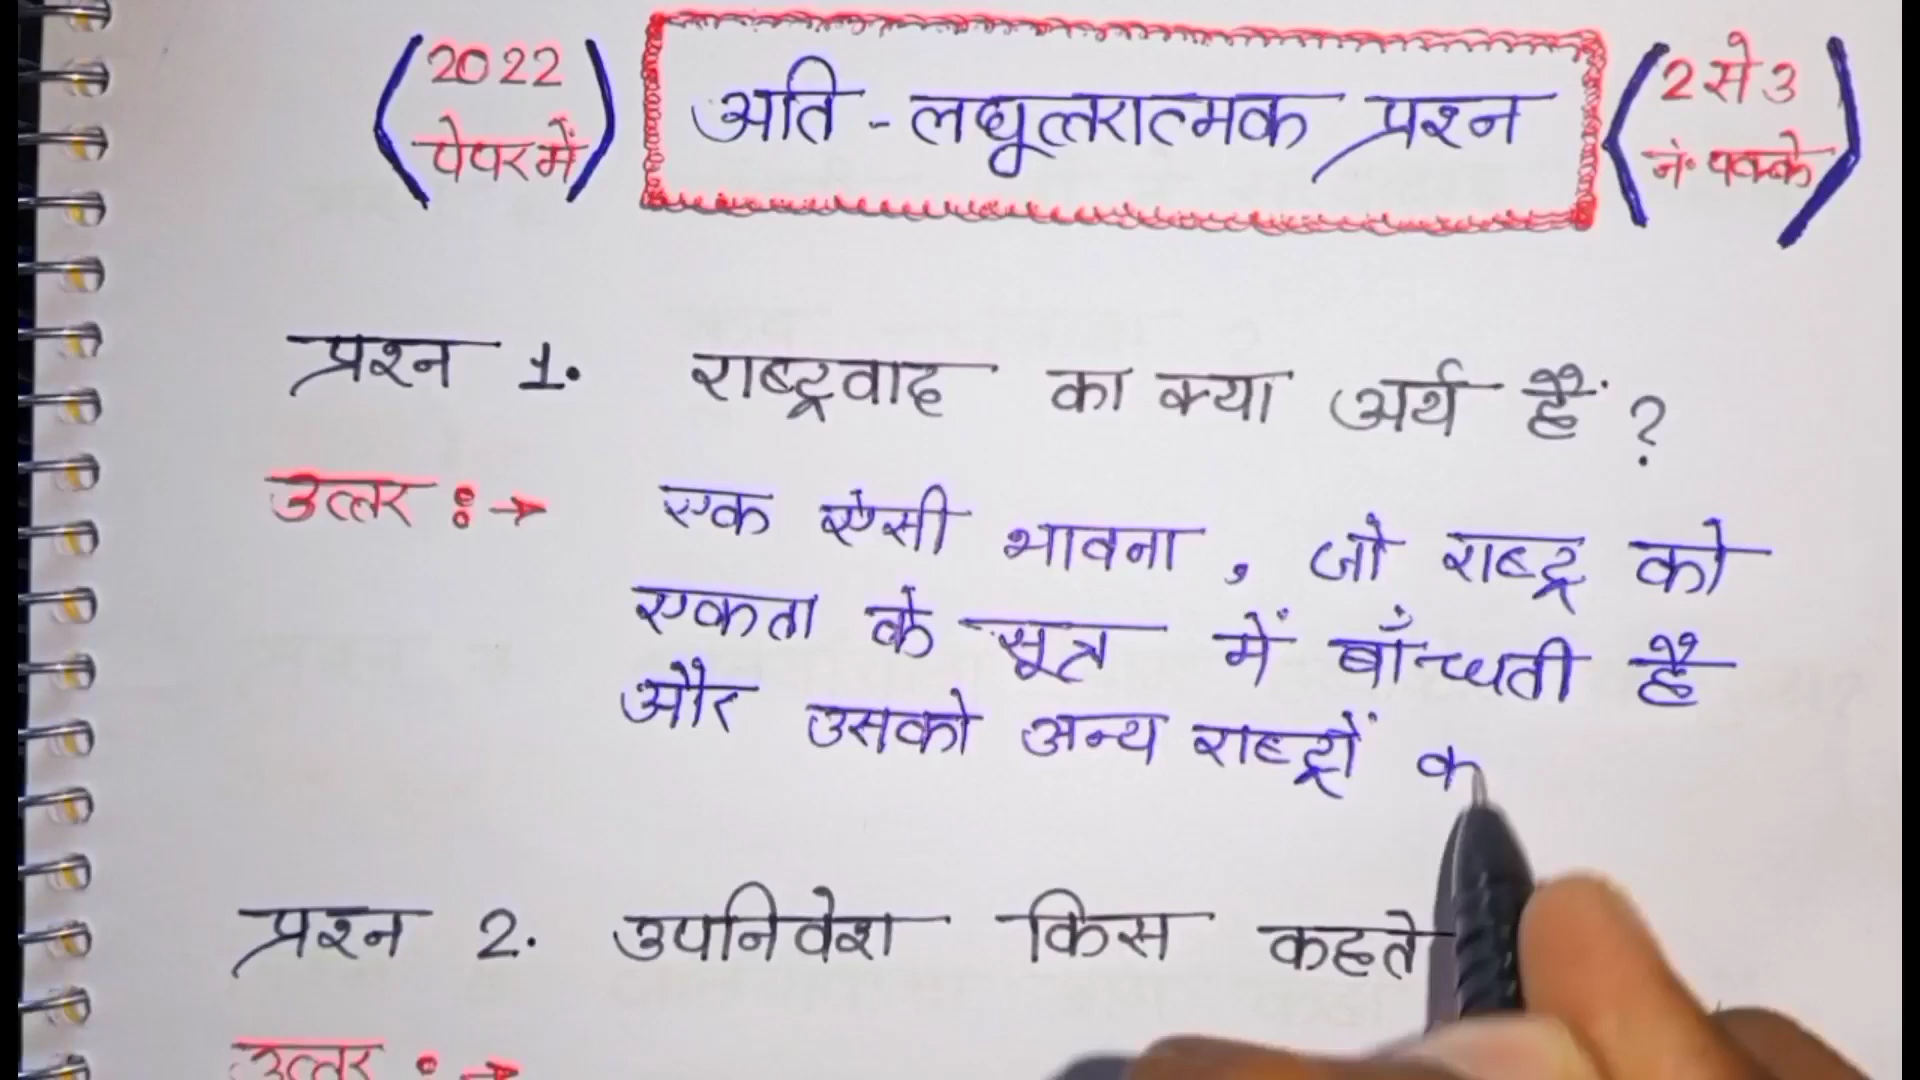 2022
पेपर में
अति - लघूत्तरात्मक प्रश्न
2 से 3
नं॰ पक्के
प्रश्न 1. राष्ट्रवाद का क्या अर्थ हैं ?
उत्तर :→ एक ऐसी भावना , जो राष्ट्र को
एकता के सूत्र में बाँधती है
और उसको अन्य राष्ट्रों
प्रश्न 2. उपनिवेश किस कहते
उत्तर :→